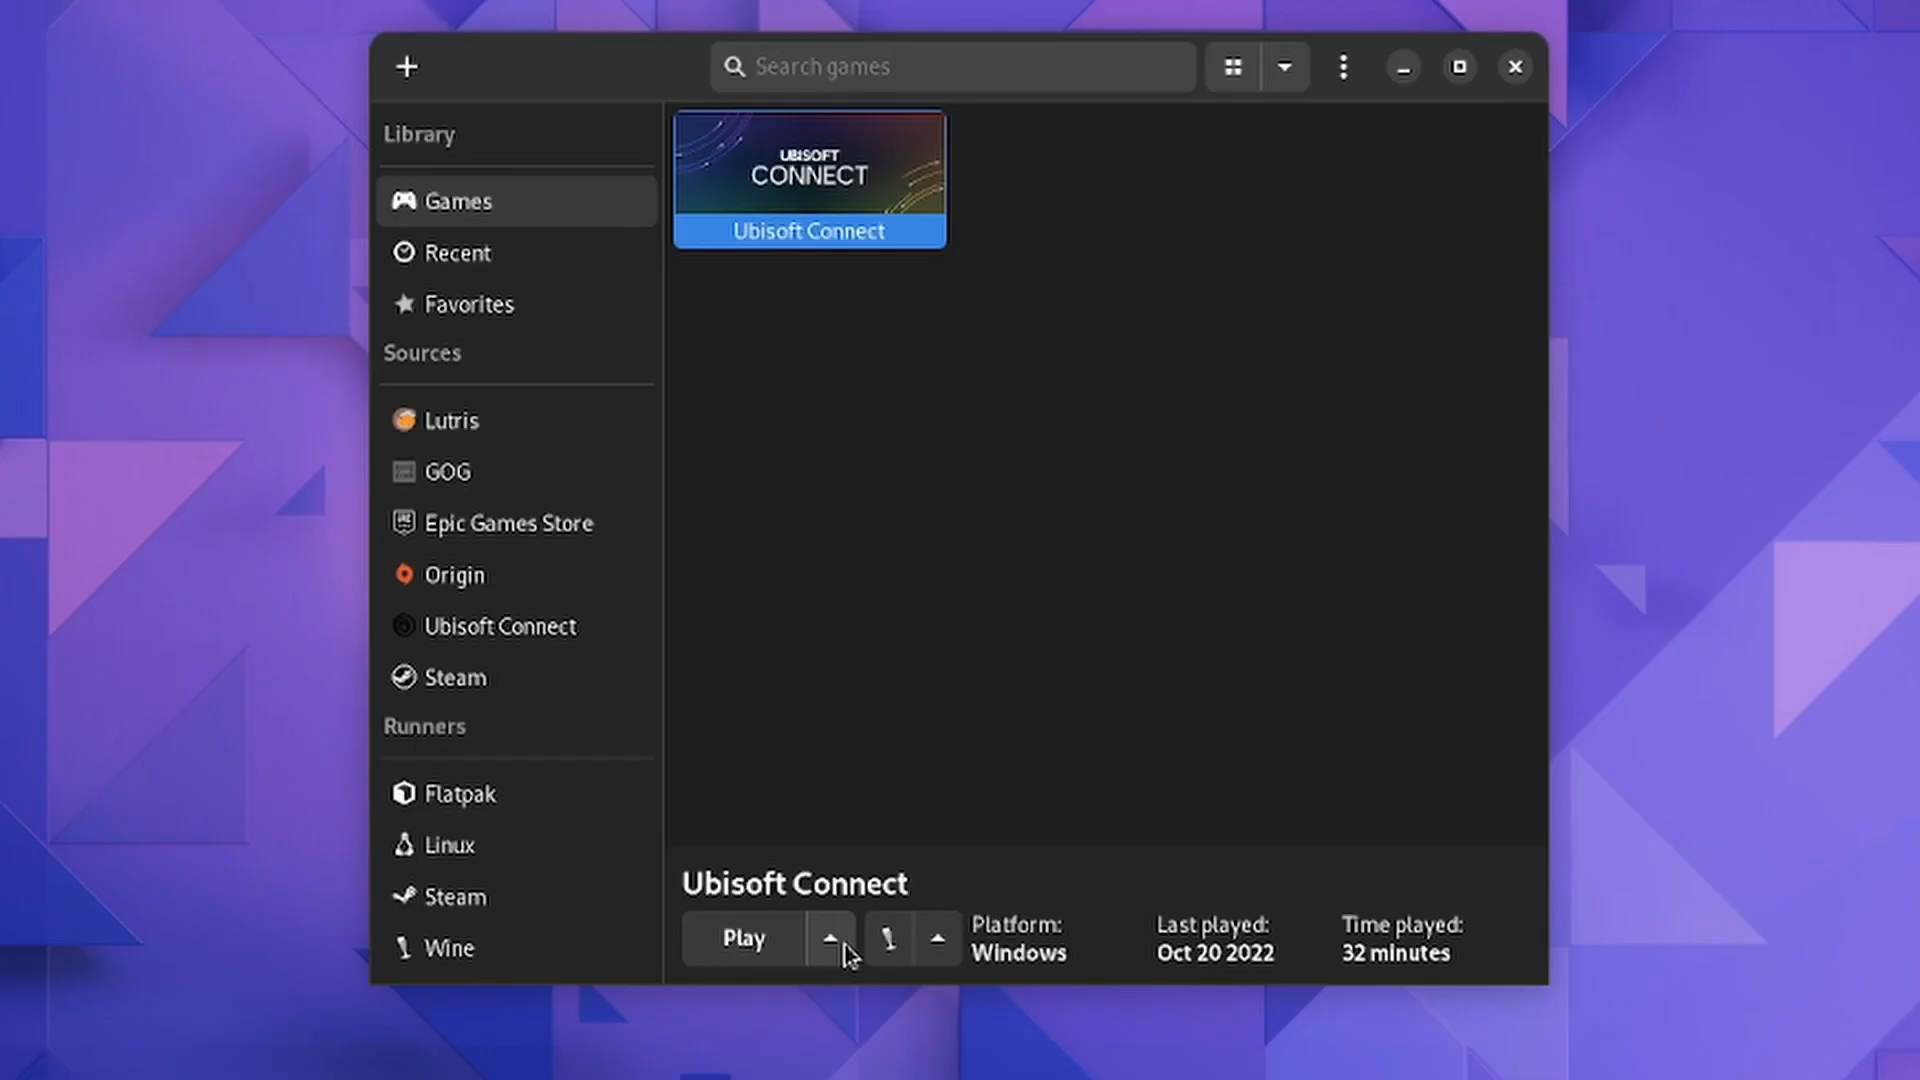 Search games
Library
Games
Recent
Favorites
Sources
Lutris
GOG
Epic Games Store
Origin
Ubisoft Connect
Steam
Runners
Flatpak
Linux
Steam
Wine
UBISOFT
CONNECT
Ubisoft Connect
Ubisoft Connect
Play
Platform:
Windows
Last played:
Oct 20 2022
Time played:
32 minutes